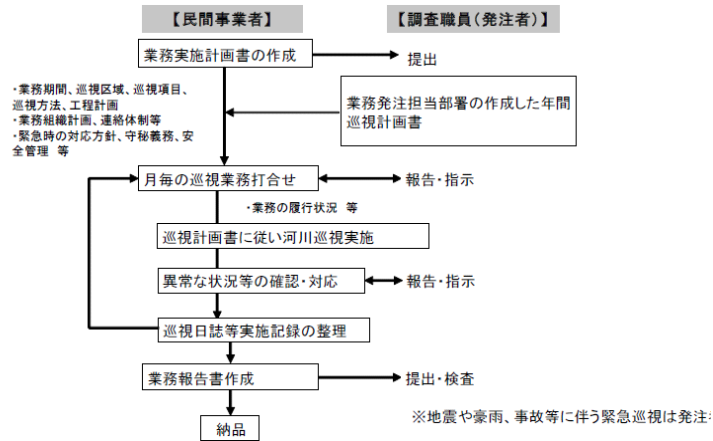 【民間事業者】
【調査職員(発注者)】
業務実施計画書の作成
提出
・業務期間、巡視区域、巡視項目、
巡視方法、工程計画
・業務組織計画、連絡体制等
・緊急時の対応方針、守秘義務、安
全管理 等
業務発注担当部署の作成した年間
巡視計画書
月毎の巡視業務打合せ
報告・指示
・業務の履行状況 等
巡視計画書に従い河川巡視実施
異常な状況等の確認・対応
報告・指示
巡視日誌等実施記録の整理
業務報告書作成
提出・検査
納品
※地震や豪雨、事故等に伴う緊急巡視は発注